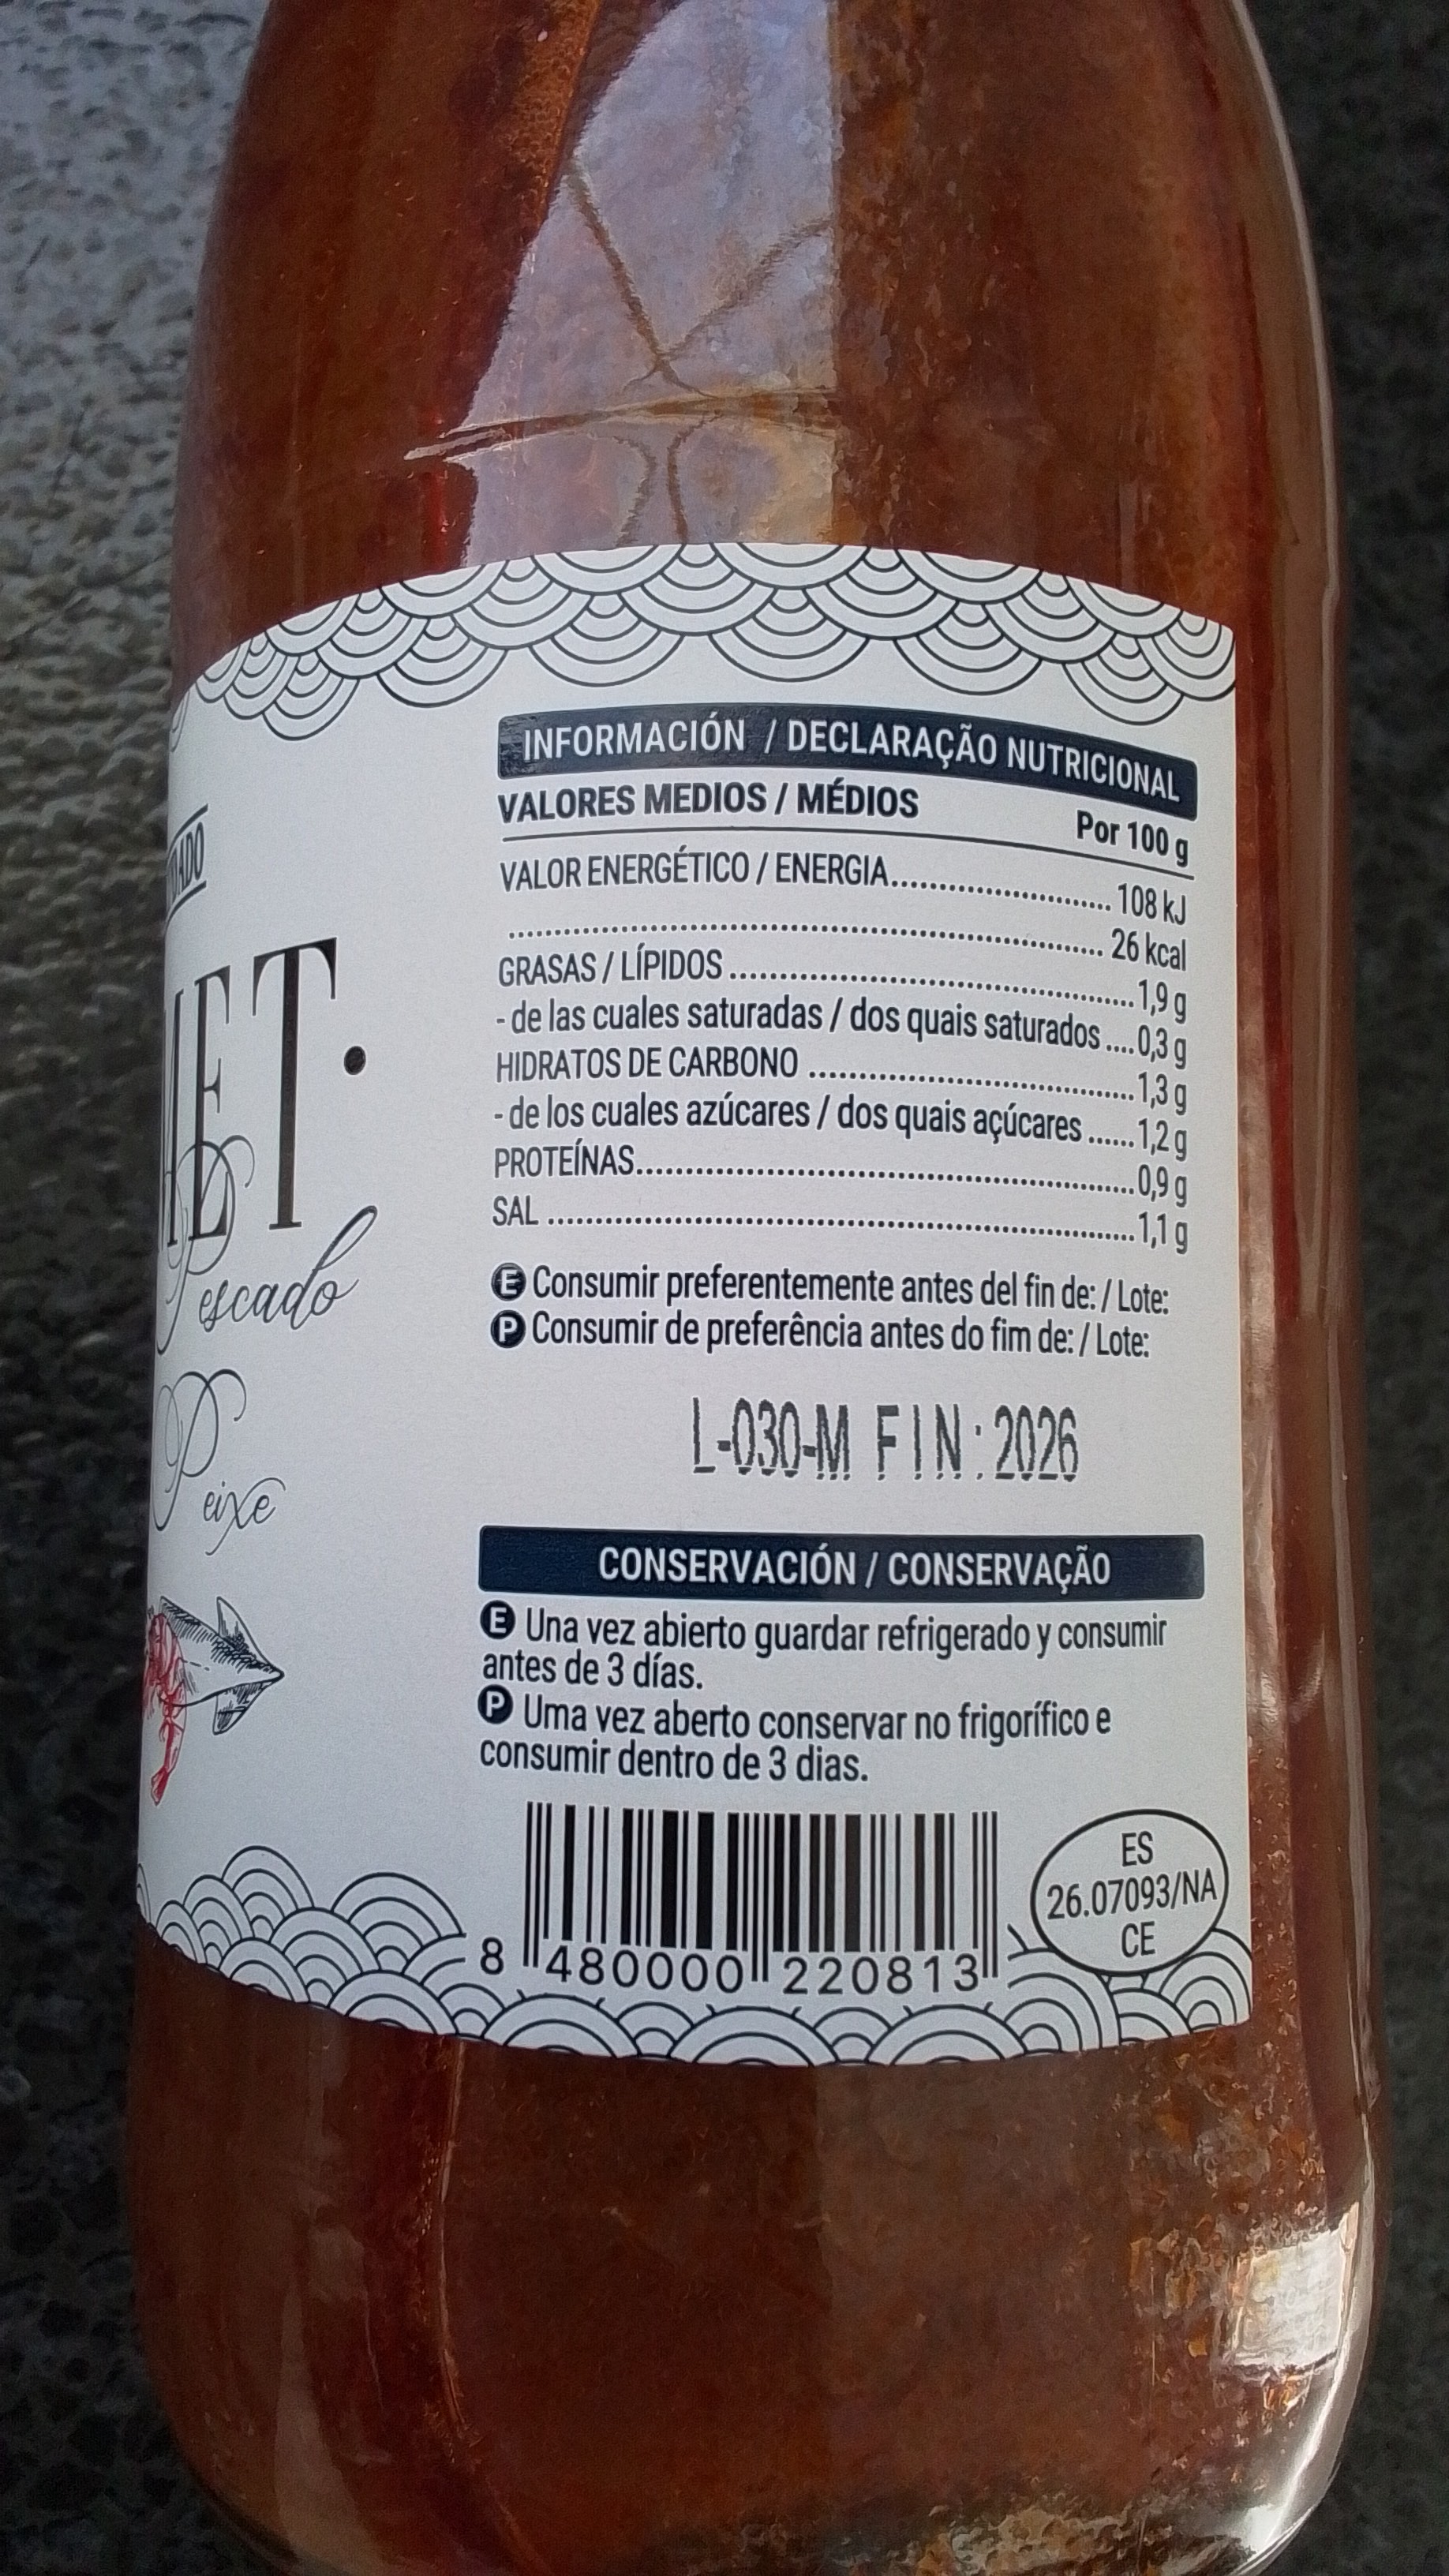 MET.
Pescado
Peixe
INFORMACIÓN / DECLARAÇÃO NUTRICIONAL
VALORES MEDIOS / MÉDIOS Por 100 g
VALOR ENERGÉTICO / ENERGIA........................... 108 kJ
........................................................................ 26 kcal
GRASAS / LÍPIDOS ..................................................1,9 g
- de las cuales saturadas / dos quais saturados ....0,3 g
HIDRATOS DE CARBONO ........................................1,3 g
- de los cuales azúcares / dos quais açúcares ......1,2 g
PROTEÍNAS.............................................................0,9 g
SAL ........................................................................1,1 g
E Consumir preferentemente antes del fin de: / Lote:
P Consumir de preferência antes do fim de: / Lote:
L-030-M FIN: 2026
CONSERVACIÓN / CONSERVAÇÃO
E Una vez abierto guardar refrigerado y consumir
antes de 3 días.
P Uma vez aberto conservar no frigorífico e
consumir dentro de 3 dias.
8 480000 220813
ES
26.07093/NA
CE